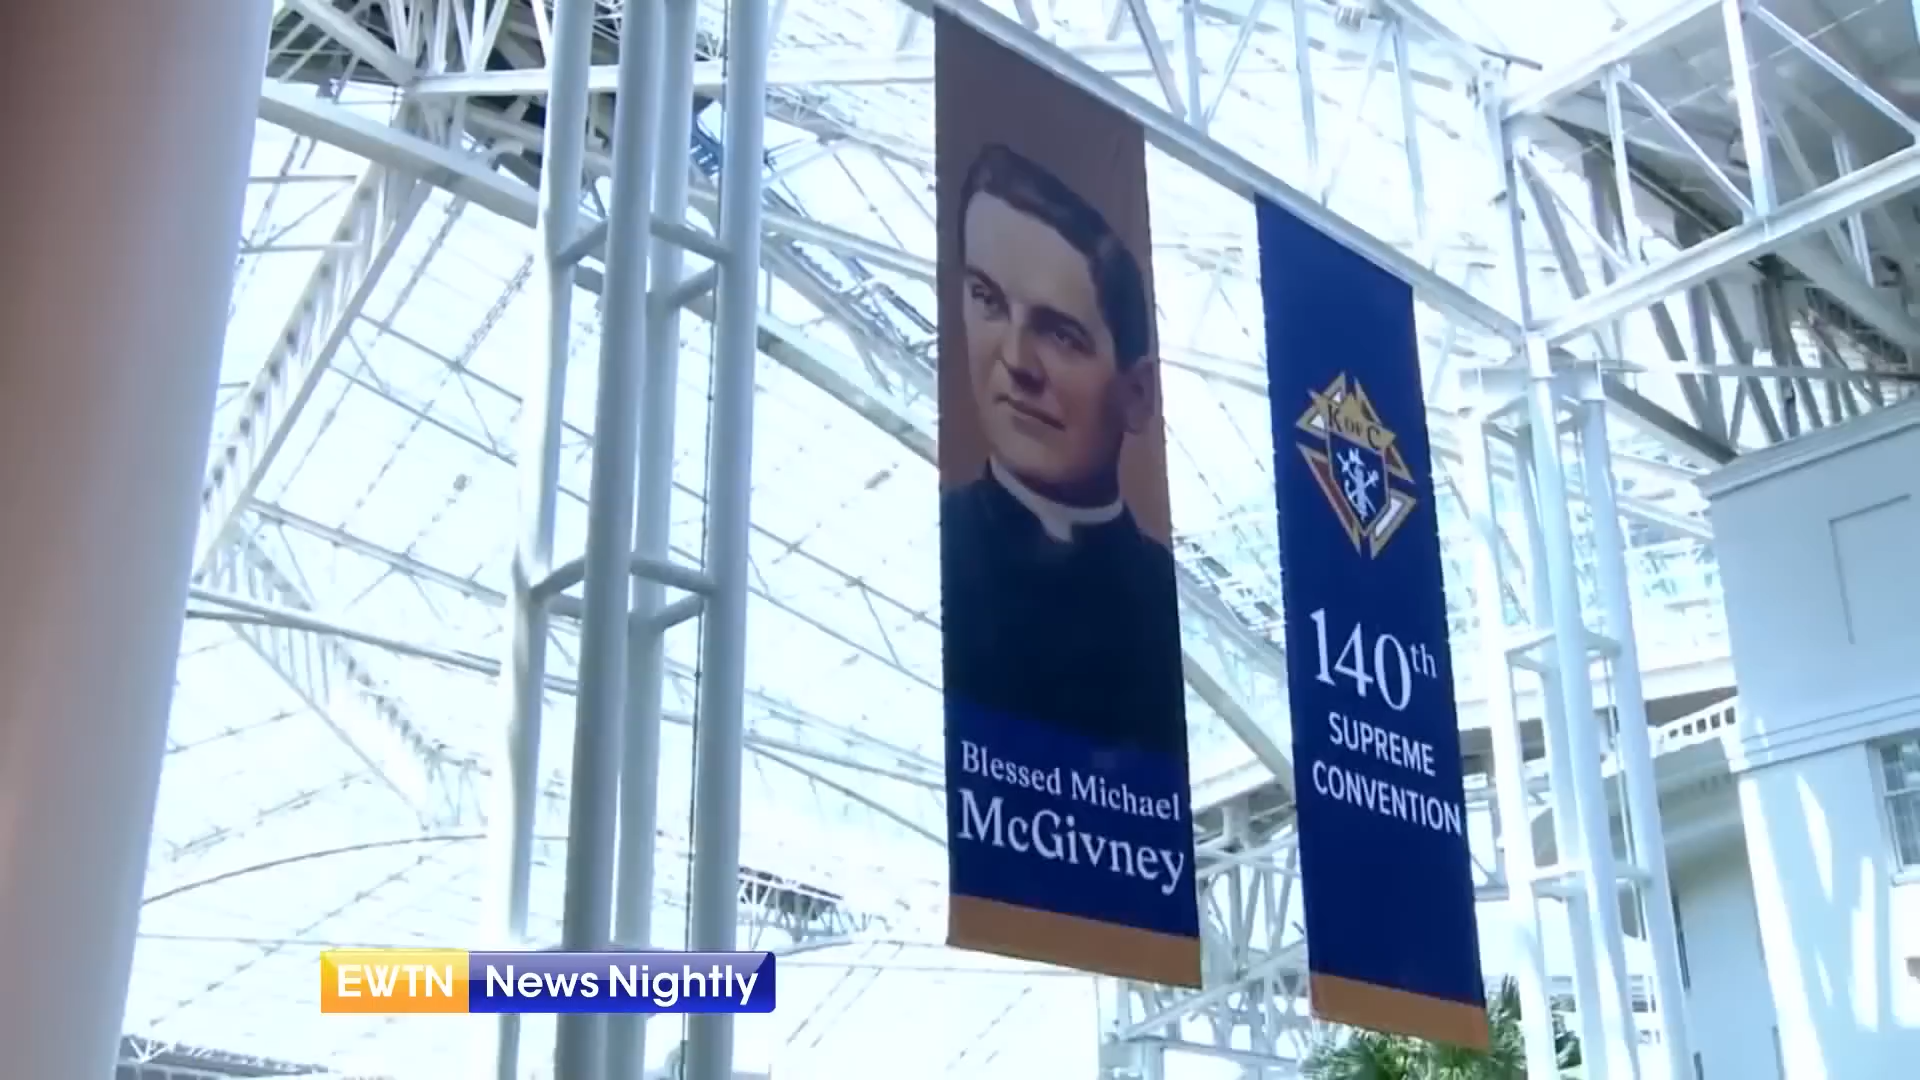 K OF C
140th
SUPREME
CONVENTION
Blessed Michael
McGivney
EWTN News Nightly